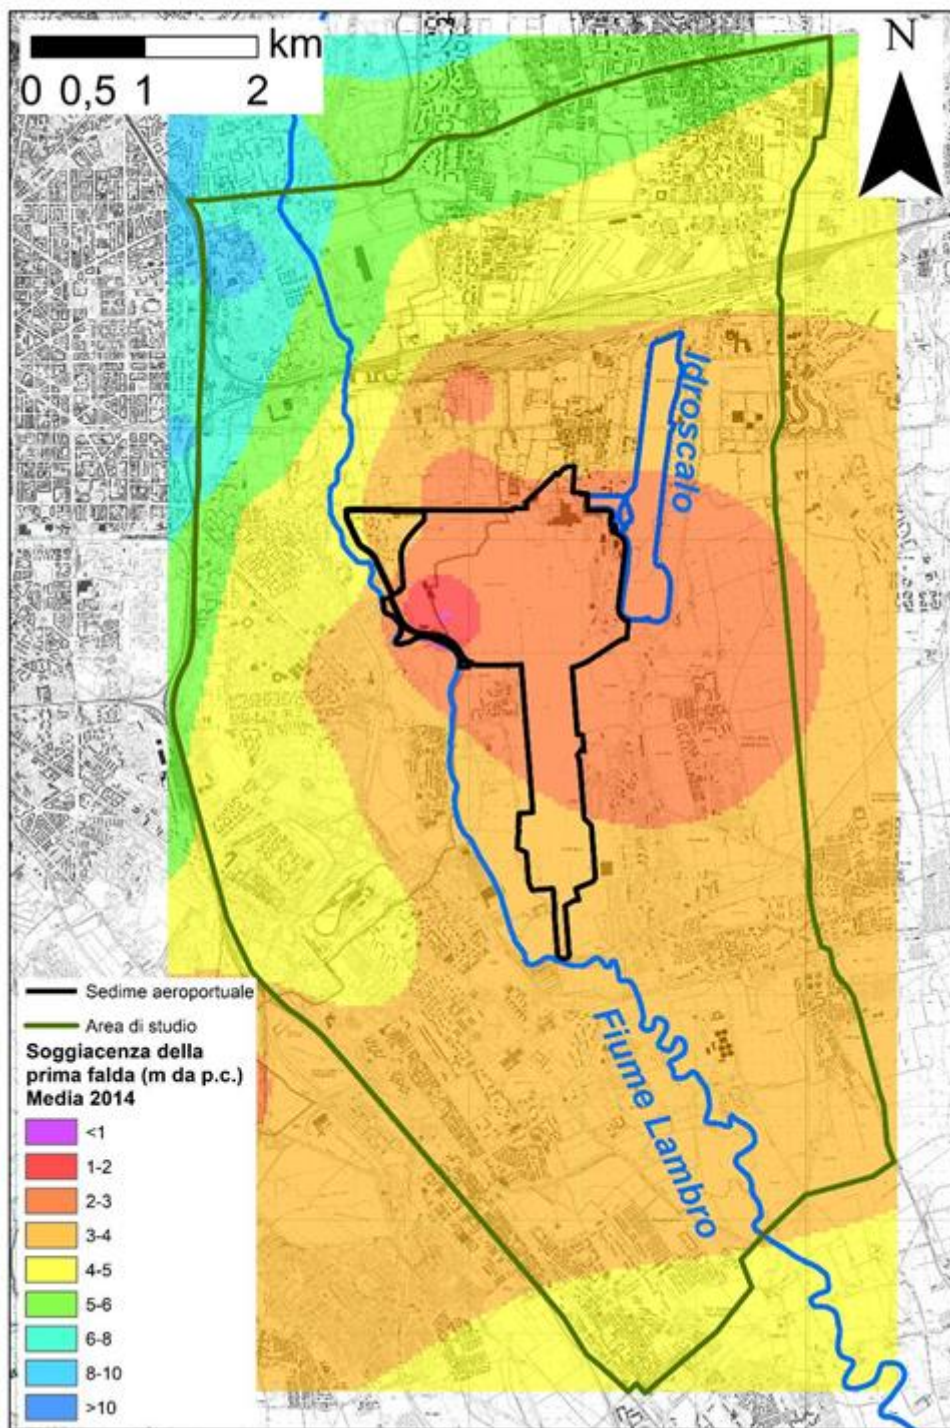 km
0 0,5 1 2
N
Idroscalo
Fiume Lambro
Sedime aeroportuale
Area di studio
Soggiacenza della
prima falda (m da p.c.)
Media 2014
<1
1-2
2-3
3-4
4-5
5-6
6-8
8-10
>10